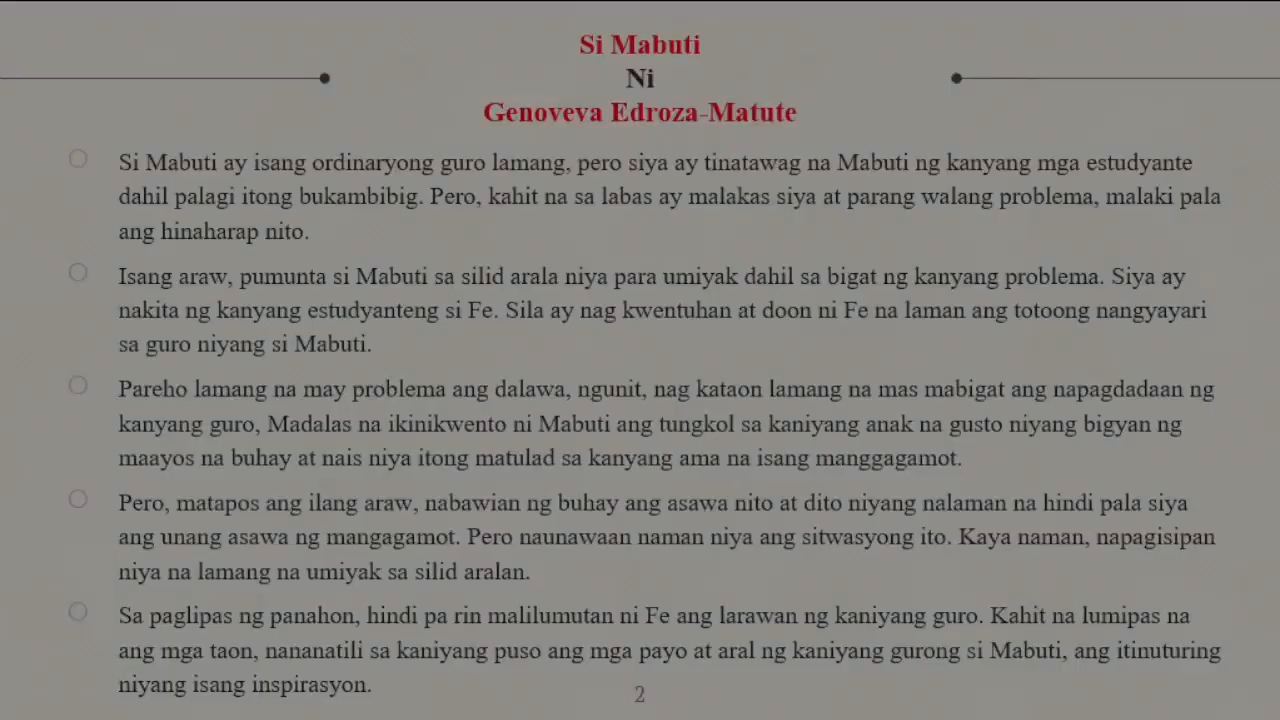 Si Mabuti
Ni
Genoveva Edroza-Matute
Si Mabuti ay isang ordinaryong guro lamang, pero siya ay tinatawag na Mabuti ng kanyang mga estudyante
dahil palagi itong bukambibig. Pero, kahit na sa labas ay malakas siya at parang walang problema, malaki pala
ang hinaharap nito.
Isang araw, pumunta si Mabuti sa silid arala niya para umiyak dahil sa bigat ng kanyang problema. Siya ay
nakita ng kanyang estudyanteng si Fe. Sila ay nag kwentuhan at doon ni Fe na laman ang totoong nangyayari
sa guro niyang si Mabuti.
Pareho lamang na may problema ang dalawa, ngunit, nag kataon lamang na mas mabigat ang napagdadaan ng
kanyang guro, Madalas na ikinikwento ni Mabuti ang tungkol sa kaniyang anak na gusto niyang bigyan ng
maayos na buhay at nais niya itong matulad sa kanyang ama na isang manggagamot.
Pero, matapos ang ilang araw, nabawian ng buhay ang asawa nito at dito niyang nalaman na hindi pala siya
ang unang asawa ng mangagamot. Pero naunawaan naman niya ang sitwasyong ito. Kaya naman, napagisipan
niya na lamang na umiyak sa silid aralan.
Sa paglipas ng panahon, hindi pa rin malilumutan ni Fe ang larawan ng kaniyang guro. Kahit na lumipas na
ang mga taon, nananatili sa kaniyang puso ang mga payo at aral ng kaniyang gurong si Mabuti, ang itinuturing
niyang isang inspirasyon.
2